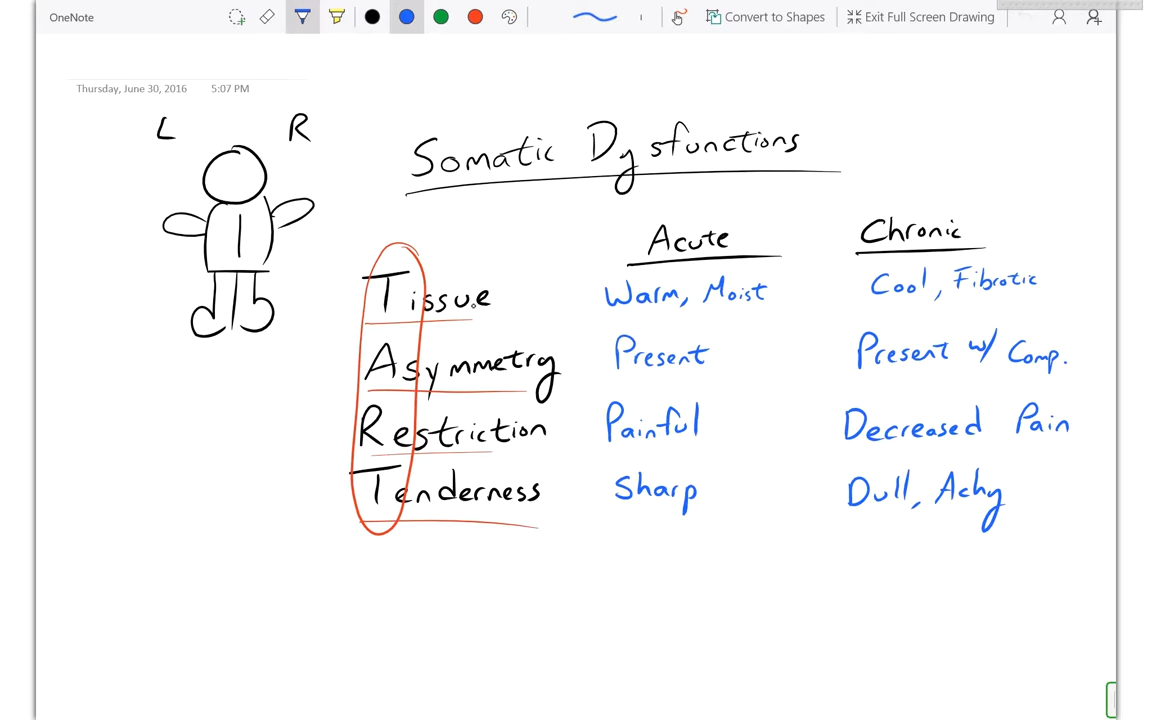 OneNote
Convert to Shapes
Exit Full Screen Drawing
Thursday, June 30, 2016 5:07 PM
L R
Somatic Dysfunctions
Acute Chronic
Tissue Warm, Moist Cool, Fibrotic
Asymmetry Present Present w/ Comp.
Restriction Painful Decreased Pain
Tenderness Sharp Dull, Achy